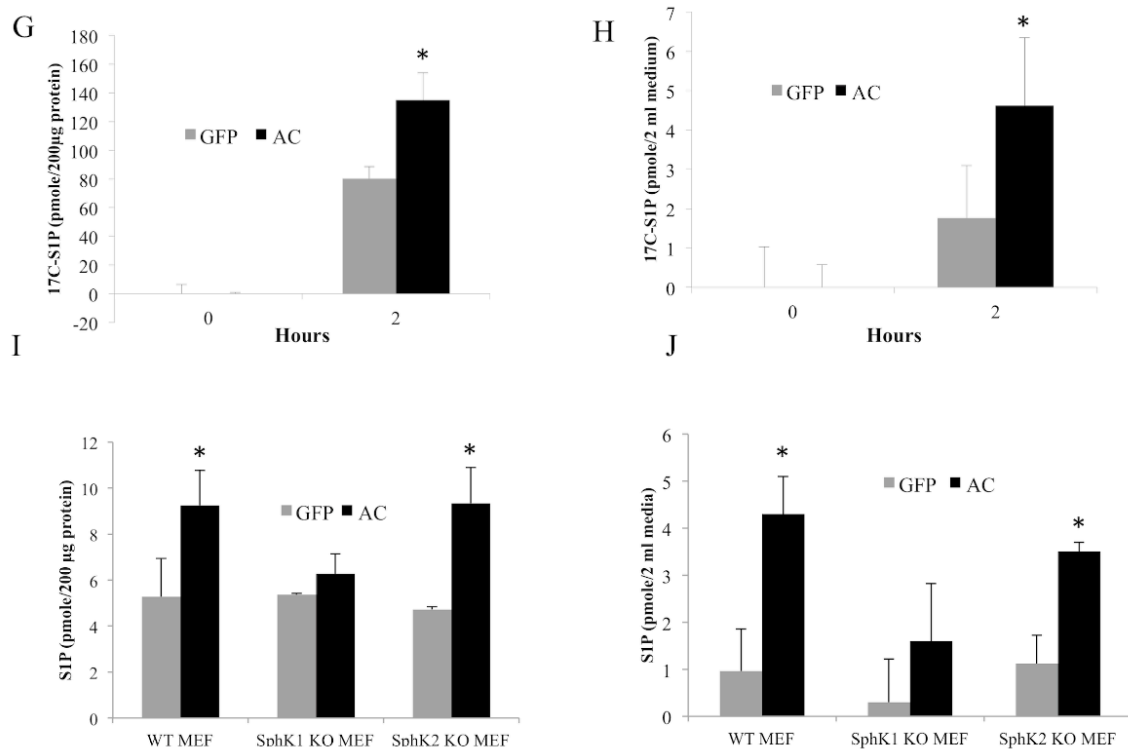 G
17C-S1P (pmole/200µg protein)
180
160
140
120
100
80
60
40
20
0
-20
*
GFP AC
0 2
Hours
H
17C-S1P (pmole/2 ml medium)
7
6
5
4
3
2
1
0
*
GFP AC
0 2
Hours
I
S1P (pmole/200 µg protein)
12
10
8
6
4
2
0
* *
GFP AC
WT MEF SphK1 KO MEF SphK2 KO MEF
J
S1P (pmole/2 ml media)
6
5
4
3
2
1
0
* *
GFP AC
WT MEF SphK1 KO MEF SphK2 KO MEF